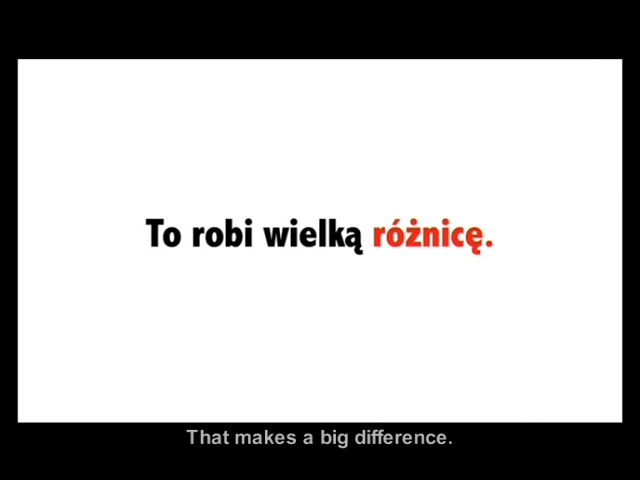 To robi wielką różnicę.
That makes a big difference.